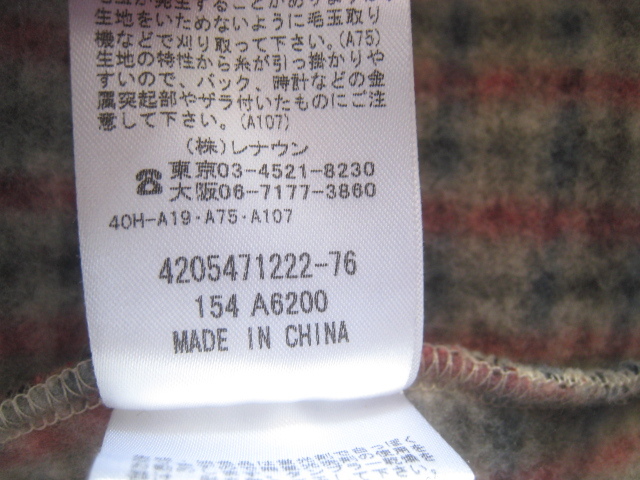 生地をいためないように毛玉取り
機などで刈り取って下さい。(A75)
生地の特性から糸が引っ掛かりや
すいので、バック、時計などの金
属突起部やザラ付いたものにご注
意して下さい。(A107)
(株)レナウン
☎東京03-4521-8230
大阪06-7177-3860
40H-A19・A75・A107
4205471222-76
154 A6200
MADE IN CHINA